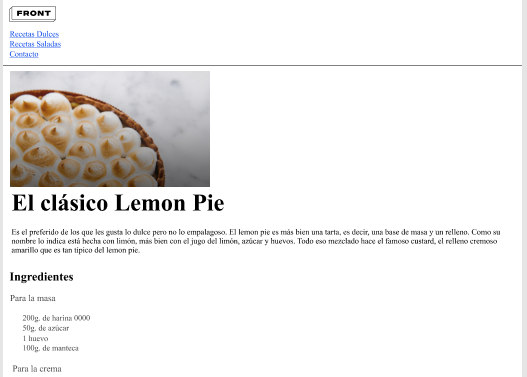 FRONT
Recetas Dulces
Recetas Saladas
Contacto
El clásico Lemon Pie
Es el preferido de los que les gusta lo dulce pero no lo empalagoso. El lemon pie es más bien una tarta, es decir, una base de masa y un relleno. Como su
nombre lo indica está hecha con limón, más bien con el jugo del limón, azúcar y huevos. Todo eso mezclado hace el famoso custard, el relleno cremoso
amarillo que es tan típico del lemon pie.
Ingredientes
Para la masa
200g. de harina 0000
50g. de azúcar
1 huevo
100g. de manteca
Para la crema